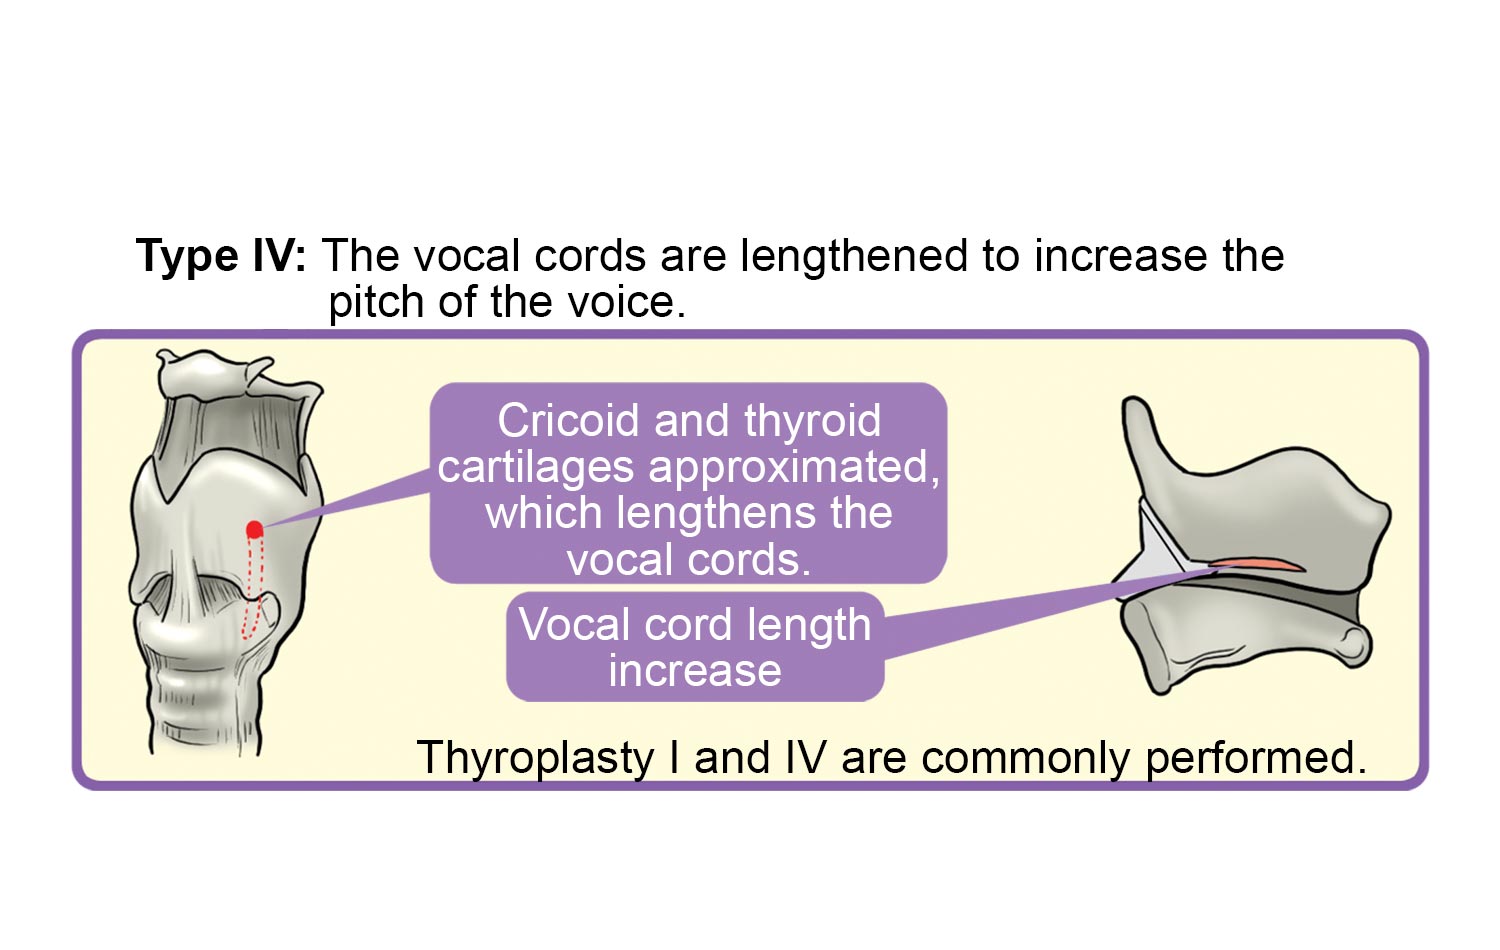 Type IV: The vocal cords are lengthened to increase the
pitch of the voice.
Cricoid and thyroid
cartilages approximated,
which lengthens the
vocal cords.
Vocal cord length
increase
Thyroplasty I and IV are commonly performed.